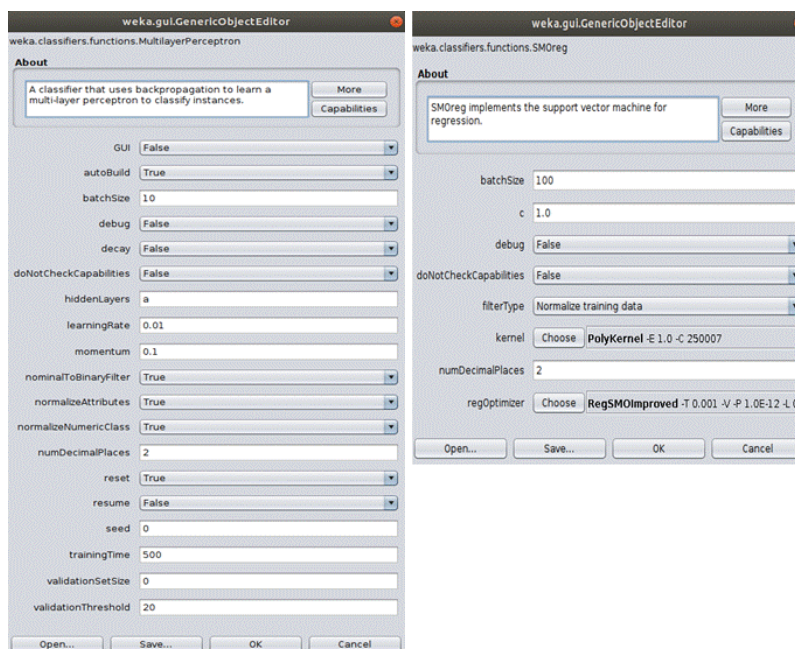 weka.gui.GenericObjectEditor
weka.classifiers.functions.MultilayerPerceptron
About
A classifier that uses backpropagation to learn a
multi-layer perceptron to classify instances.
More
Capabilities
GUI False
autoBuild True
batchSize 10
debug False
decay False
doNotCheckCapabilities False
hiddenLayers a
learningRate 0.01
momentum 0.1
nominalToBinaryFilter True
normalizeAttributes True
normalizeNumericClass True
numDecimalPlaces 2
reset True
resume False
seed 0
trainingTime 500
validationSetSize 0
validationThreshold 20
Open... Save... OK Cancel
weka.gui.GenericObjectEditor
weka.classifiers.functions.SMOreg
About
SMOreg implements the support vector machine for
regression.
More
Capabilities
batchSize 100
c 1.0
debug False
doNotCheckCapabilities False
filterType Normalize training data
kernel Choose PolyKernel -E 1.0 -C 250007
numDecimalPlaces 2
regOptimizer Choose RegSMOImproved -T 0.001 -V -P 1.0E-12 -L
Open... Save... OK Cancel